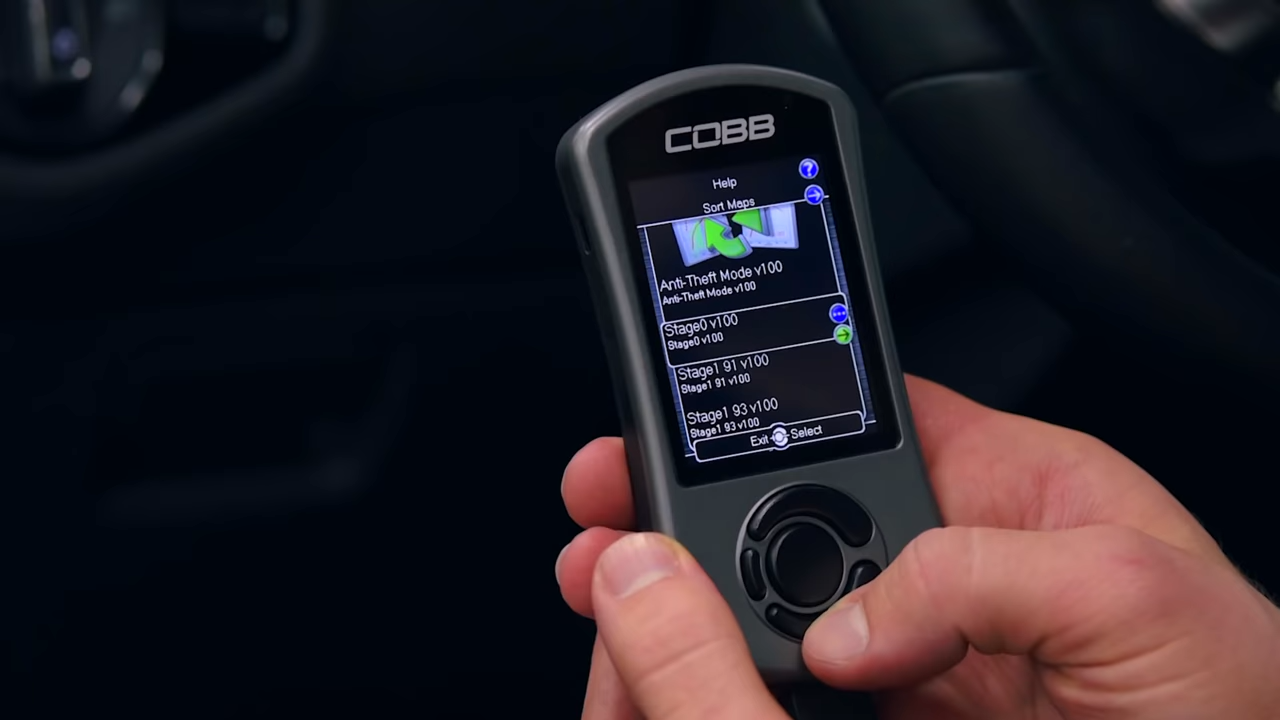 COBB
?
Help
Sort Maps
Anti-Theft Mode v100
Anti-Theft Mode v100
Stage0 v100
Stage0 v100
Stage1 91 v100
Stage1 91 v100
Stage1 93 v100
Stage1 93 v100
Exit Select